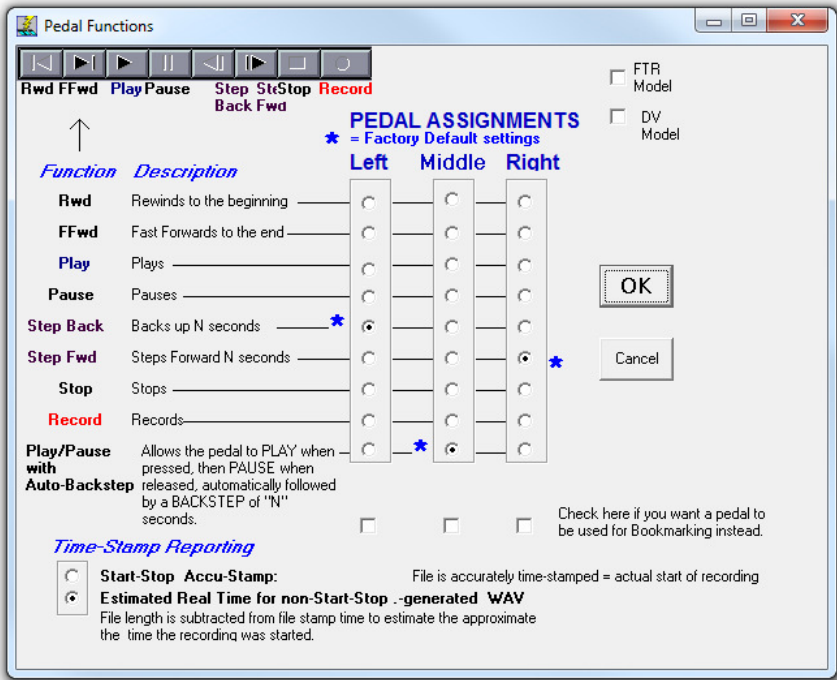 Pedal Functions
FTR Model
Rwd FFwd Play Pause Step Back Ste Fwd Stop Record
DV Model
PEDAL ASSIGNMENTS
* = Factory Default settings
Function Description Left Middle Right
Rwd Rewinds to the beginning
FFwd Fast Forwards to the end
Play Plays
Pause Pauses
OK
Step Back Backs up N seconds *
Step Fwd Steps Forward N seconds *
Cancel
Stop Stops
Record Records
Play/Pause with Auto-Backstep
Allows the pedal to PLAY when *
pressed, then PAUSE when
released, automatically followed
by a BACKSTEP of "N"
seconds.
Check here if you want a pedal to
be used for Bookmarking instead.
Time-Stamp Reporting
Start-Stop Accu-Stamp: File is accurately time-stamped = actual start of recording
Estimated Real Time for non-Start-Stop .-generated WAV
File length is subtracted from file stamp time to estimate the approximate
the time the recording was started.